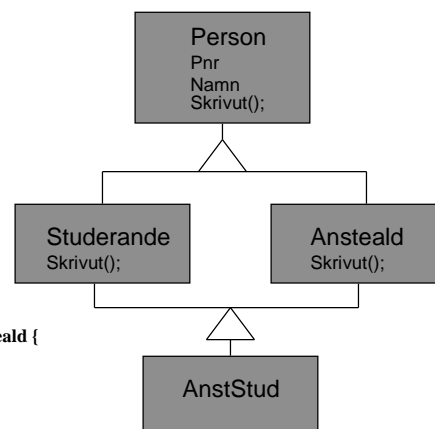 Person
Pnr
Namn
Skrivut();
Studerande
Skrivut();
Ansteald
Skrivut();
eald {
AnstStud